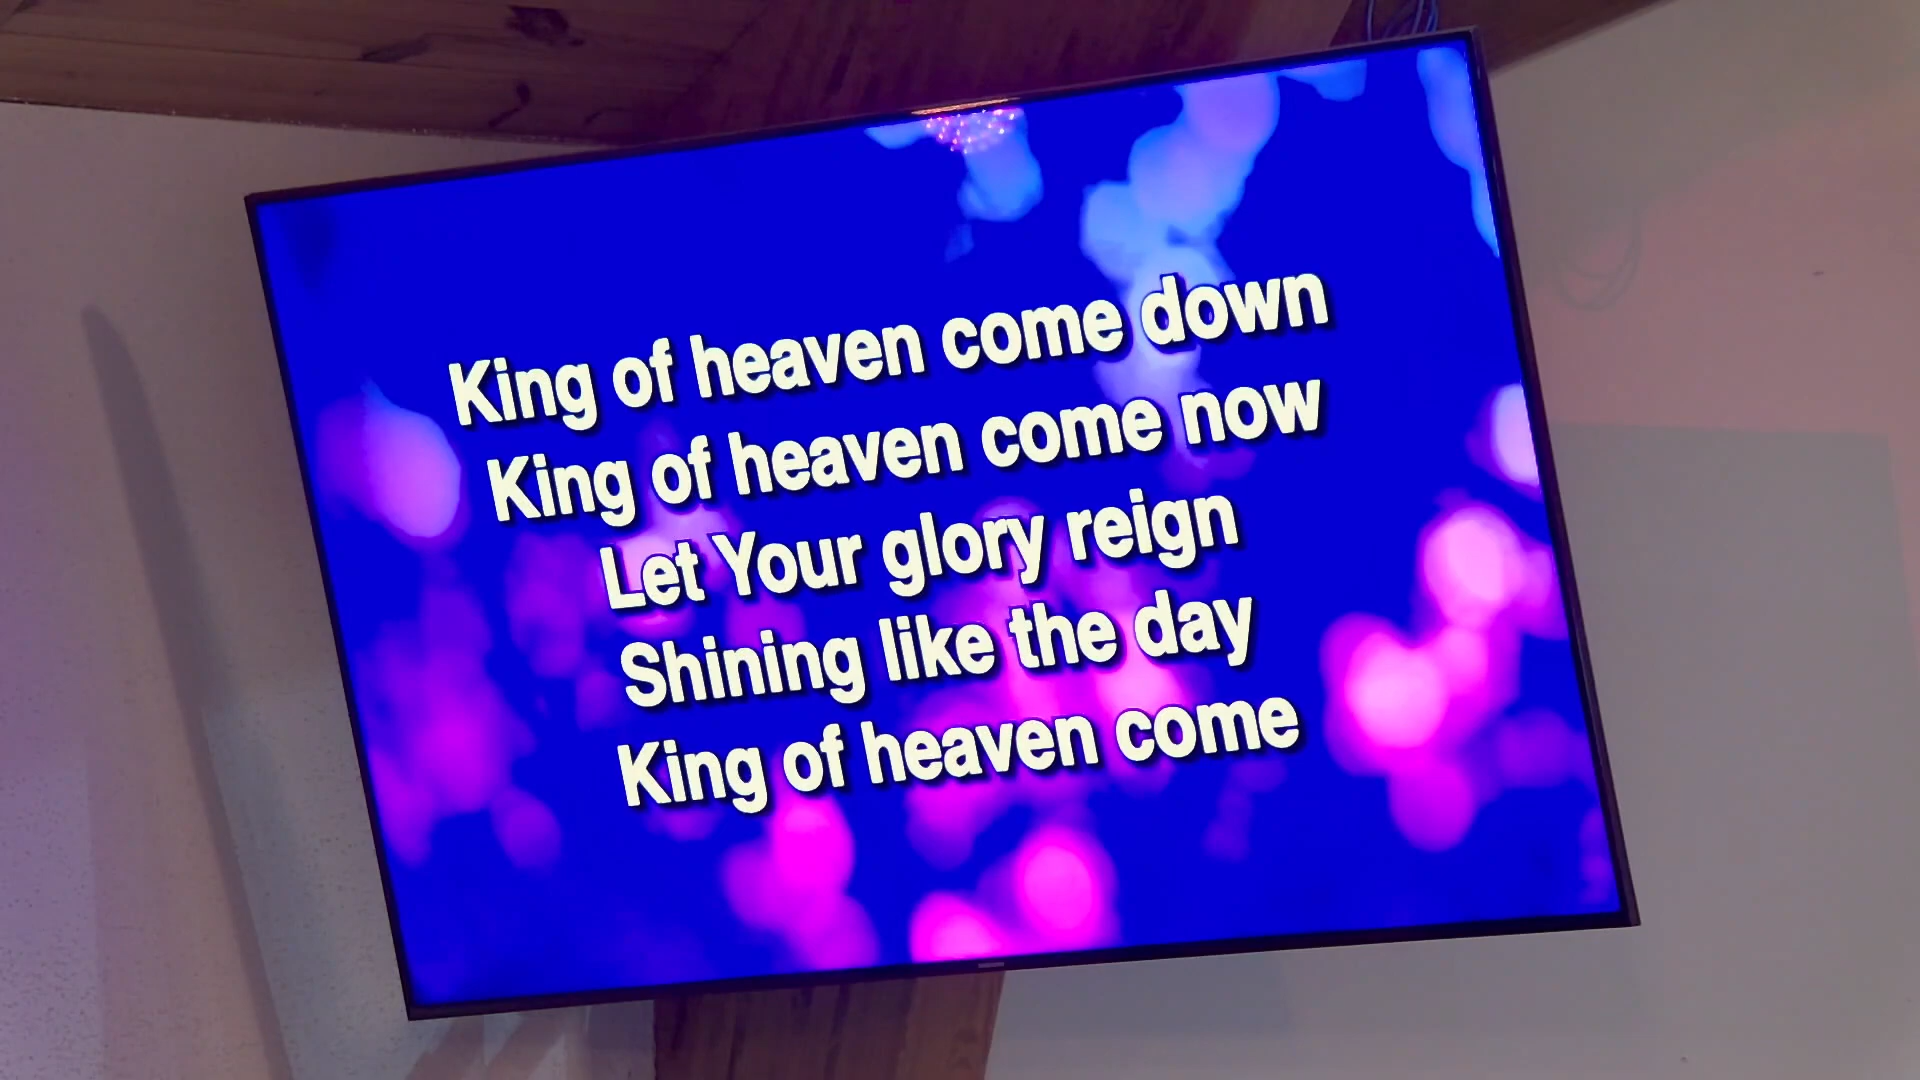 King of heaven come down
King of heaven come now
Let Your glory reign
Shining like the day
King of heaven come